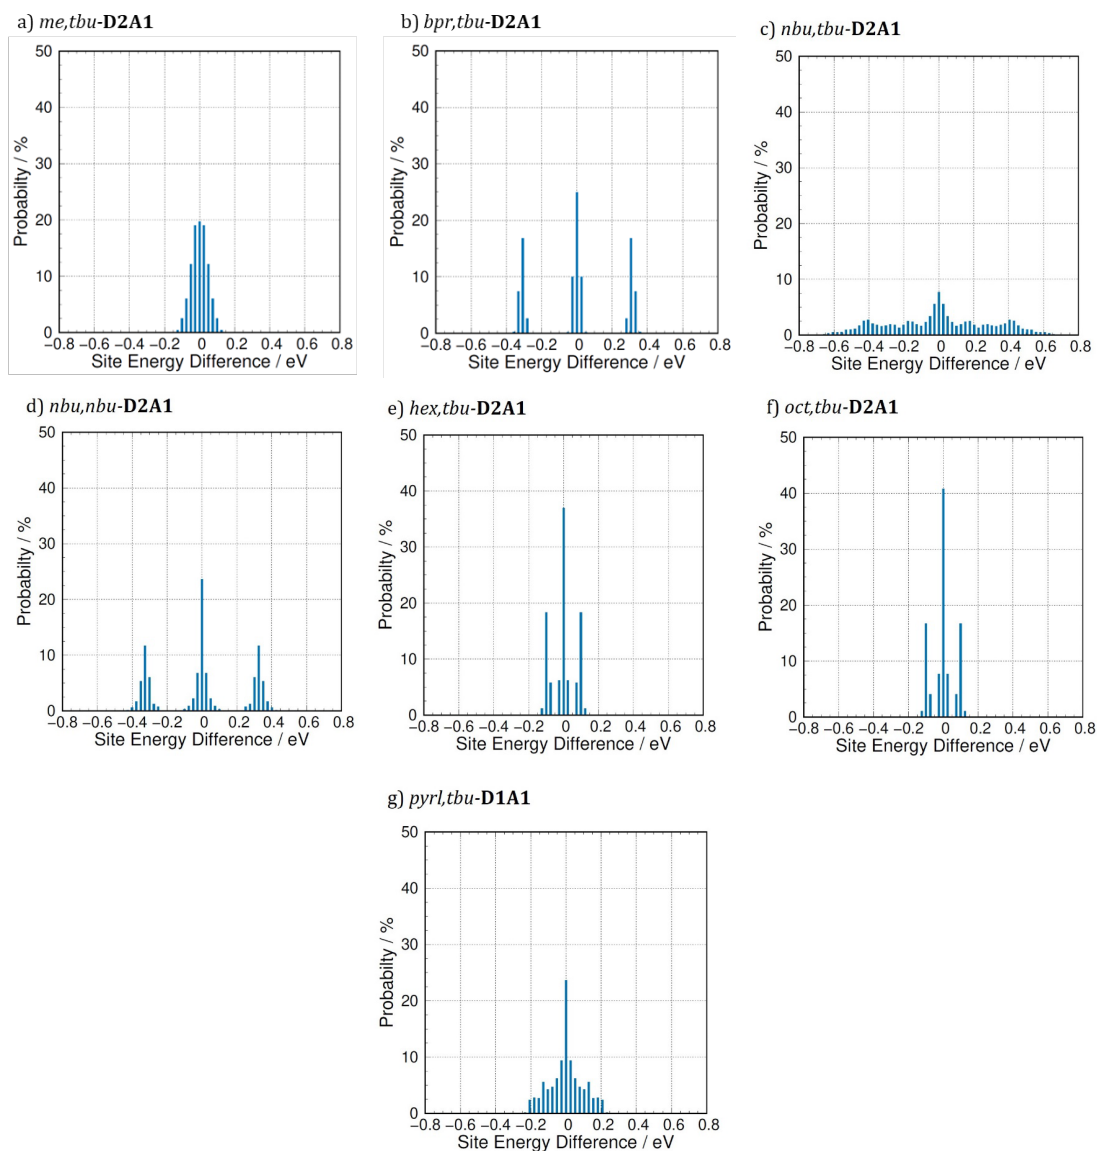 a) me,tbu-D2A1
50
40
30
20
10
0
Probabilty / %
−0.8 −0.6 −0.4 −0.2 0 0.2 0.4 0.6 0.8
Site Energy Difference / eV
b) bpr,tbu-D2A1
50
40
30
20
10
0
Probabilty / %
−0.8 −0.6 −0.4 −0.2 0 0.2 0.4 0.6 0.8
Site Energy Difference / eV
c) nbu,tbu-D2A1
50
40
30
20
10
0
Probabilty / %
−0.8 −0.6 −0.4 −0.2 0 0.2 0.4 0.6 0.8
Site Energy Difference / eV
d) nbu,nbu-D2A1
50
40
30
20
10
0
Probabilty / %
−0.8 −0.6 −0.4 −0.2 0 0.2 0.4 0.6 0.8
Site Energy Difference / eV
e) hex,tbu-D2A1
50
40
30
20
10
0
Probabilty / %
−0.8 −0.6 −0.4 −0.2 0 0.2 0.4 0.6 0.8
Site Energy Difference / eV
f) oct,tbu-D2A1
50
40
30
20
10
0
Probabilty / %
−0.8 −0.6 −0.4 −0.2 0 0.2 0.4 0.6 0.8
Site Energy Difference / eV
g) pyrl,tbu-D1A1
50
40
30
20
10
0
Probabilty / %
−0.8 −0.6 −0.4 −0.2 0 0.2 0.4 0.6 0.8
Site Energy Difference / eV